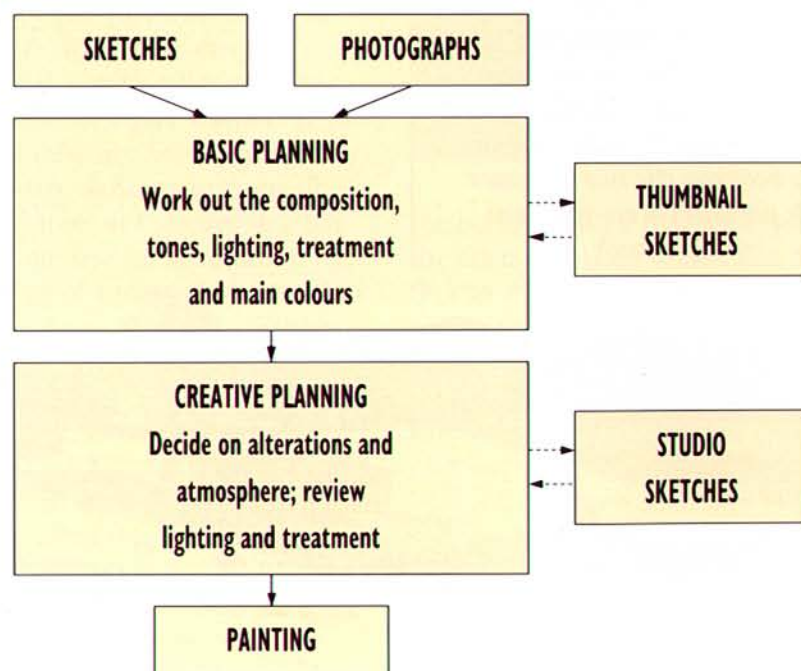 SKETCHES
PHOTOGRAPHS
BASIC PLANNING
Work out the composition,
tones, lighting, treatment
and main colours
THUMBNAIL
SKETCHES
CREATIVE PLANNING
Decide on alterations and
atmosphere; review
lighting and treatment
STUDIO
SKETCHES
PAINTING